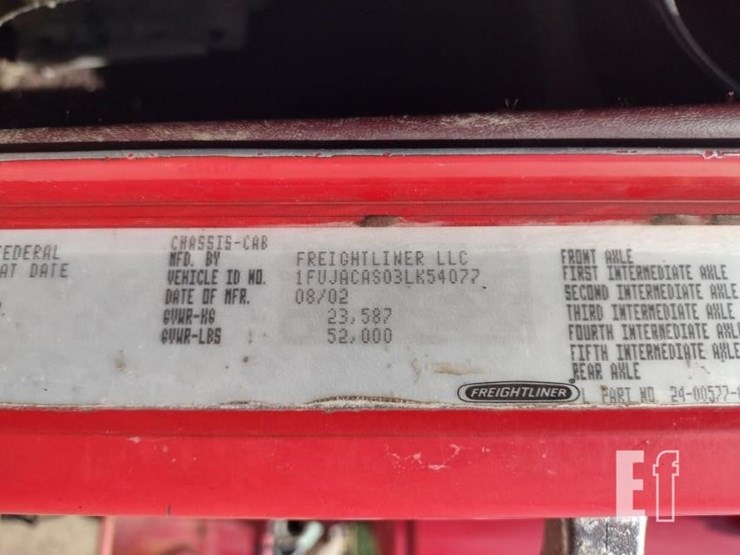 FEDERAL
AT DATE
CHASSIS-CAB
MFD. BY FREIGHTLINER LLC
VEHICLE ID NO. 1FUJACAS03LK54077
DATE OF MFR. 08/02
GVWR-KG 23,587
GVWR-LBS 52,000
FRONT AXLE
FIRST INTERMEDIATE AXLE
SECOND INTERMEDIATE AXLE
THIRD INTERMEDIATE AXLE
FOURTH INTERMEDIATE AXLE
FIFTH INTERMEDIATE AXLE
REAR AXLE
FREIGHTLINER
PART NO 24-00577-
Ef